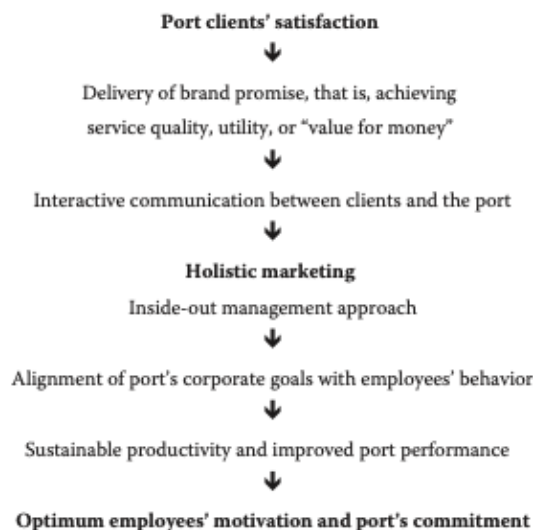 Port clients’ satisfaction
Delivery of brand promise, that is, achieving
service quality, utility, or “value for money”
Interactive communication between clients and the port
Holistic marketing
Inside-out management approach
Alignment of port’s corporate goals with employees’ behavior
Sustainable productivity and improved port performance
Optimum employees’ motivation and port’s commitment